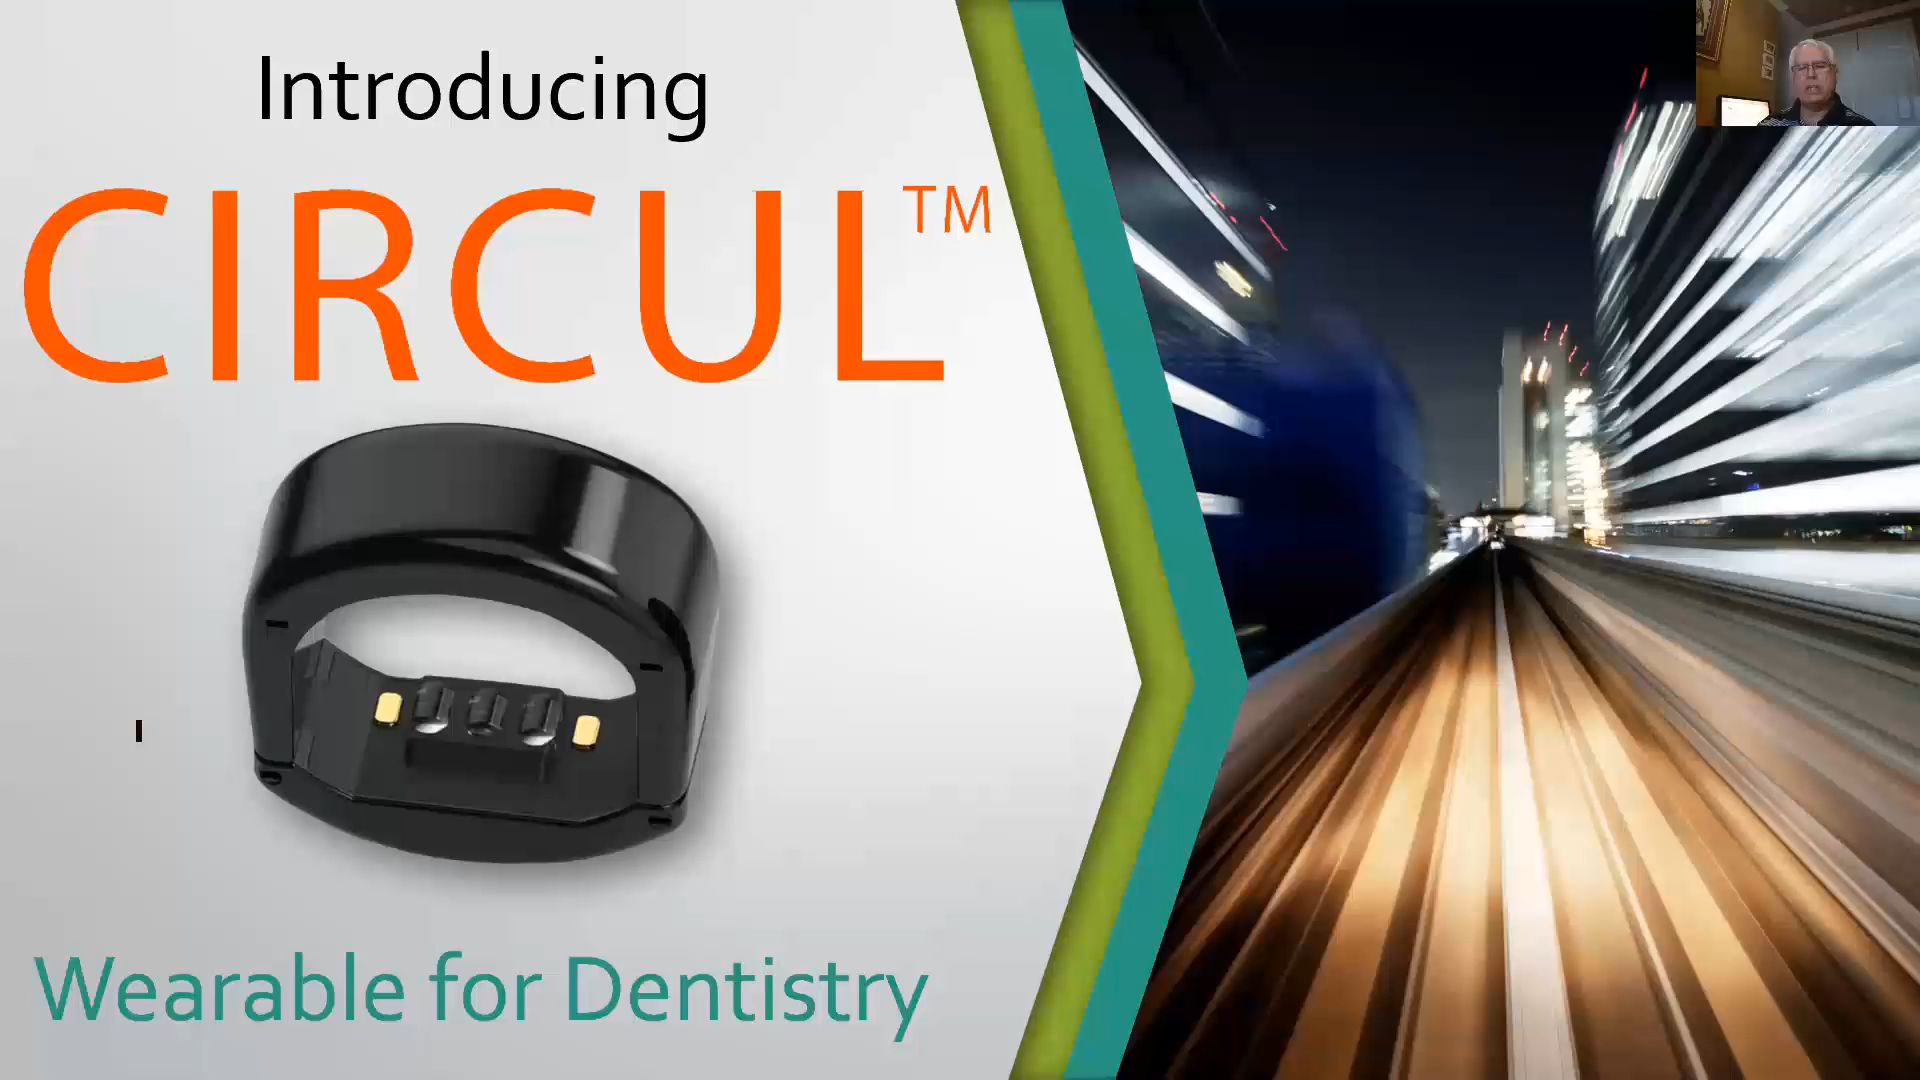 Introducing
CIRCUL™
Wearable for Dentistry